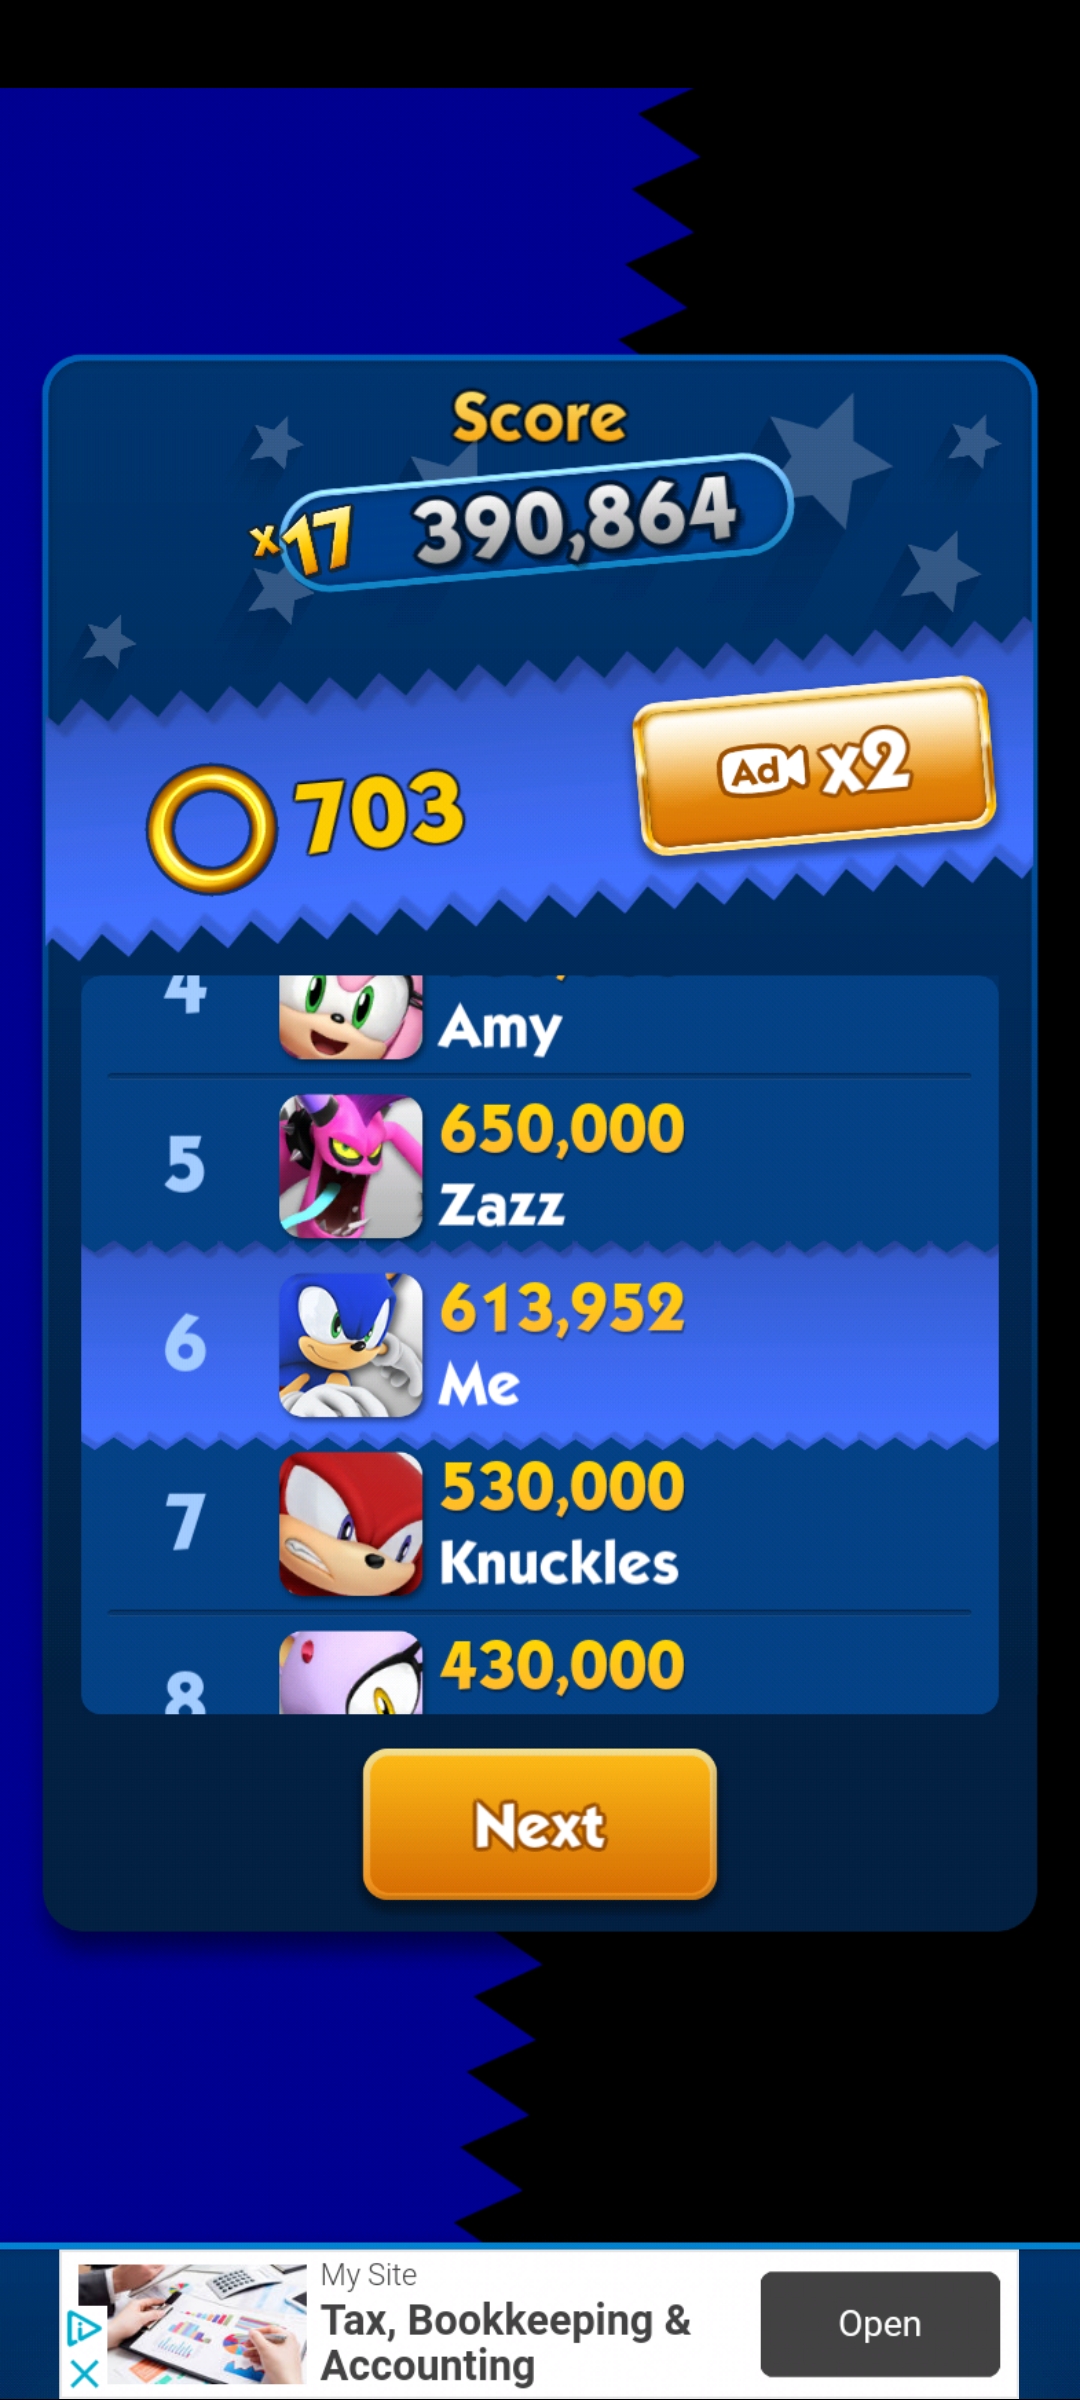 Score
x17 390,864
703
Ad x2
4
Amy
5
650,000
Zazz
6
613,952
Me
7
530,000
Knuckles
8
430,000
Next
My Site
Tax, Bookkeeping &
Accounting
Open